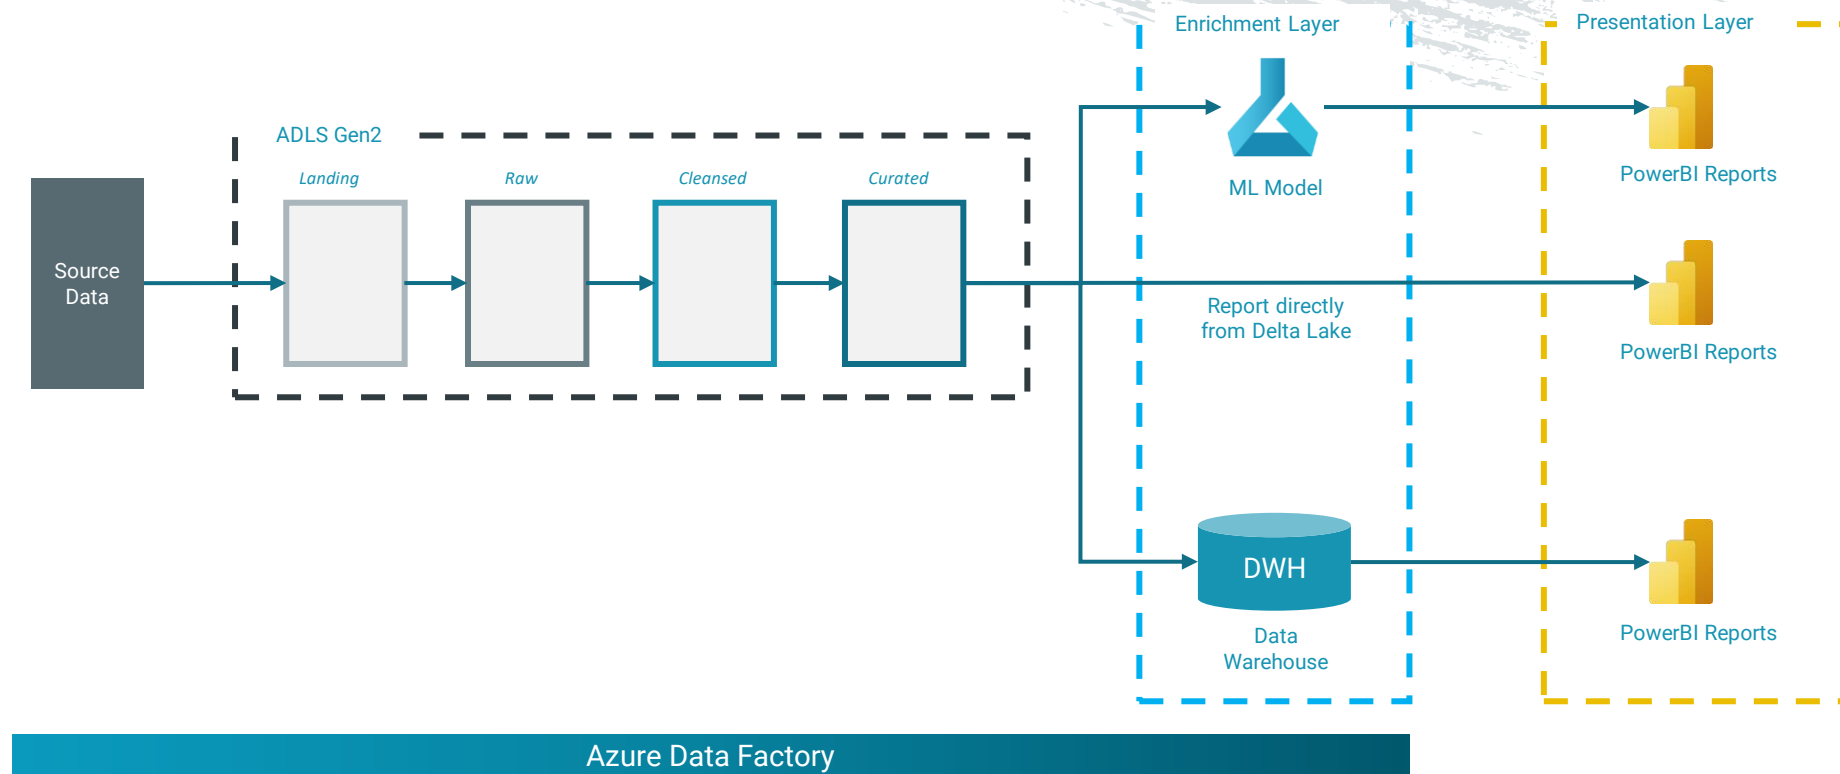 Enrichment Layer
Presentation Layer
ADLS Gen2
Landing
Raw
Cleansed
Curated
Source
Data
ML Model
PowerBI Reports
Report directly
from Delta Lake
PowerBI Reports
DWH
Data
Warehouse
PowerBI Reports
Azure Data Factory